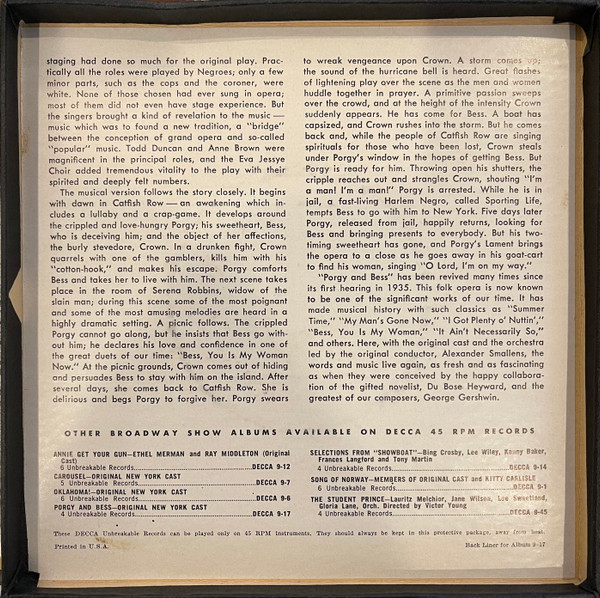 staging had done so much for the original play. Prac-
tically all the roles were played by Negroes; only a few
minor parts, such as the cops and the coroner, were
white. None of those chosen had ever sung in opera;
most of them did not even have stage experience. But
the singers brought a kind of revelation to the music —
music which was to found a new tradition, a "bridge"
between the conception of grand opera and so-called
"popular" music. Todd Duncan and Anne Brown were
magnificent in the principal roles, and the Eva Jessye
Choir added tremendous vitality to the play with their
spirited and deeply felt numbers.
The musical version follows the story closely. It begins
with dawn in Catfish Row — an awakening which in-
cludes a lullaby and a crap-game. It develops around
the crippled and love-hungry Porgy; his sweetheart, Bess,
who is deceiving him; and the object of her affections,
the burly stevedore, Crown. In a drunken fight, Crown
quarrels with one of the gamblers, kills him with his
"cotton-hook," and makes his escape. Porgy comforts
Bess and takes her to live with him. The next scene takes
place in the room of Serena Robbins, widow of the
slain man; during this scene some of the most poignant
and some of the most amusing melodies are heard in a
highly dramatic setting. A picnic follows. The crippled
Porgy cannot go along, but he insists that Bess go with-
out him; he declares his love and confidence in one of
the great duets of our time: "Bess, You Is My Woman
Now." At the picnic grounds, Crown comes out of hiding
and persuades Bess to stay with him on the island. After
several days, she comes back to Catfish Row. She is
delirious and begs Porgy to forgive her. Porgy swears
to wreak vengeance upon Crown. A storm comes up;
the sound of the hurricane bell is heard. Great flashes
of lightening play over the scene as the men and women
huddle together in prayer. A primitive passion sweeps
over the crowd, and at the height of the intensity Crown
suddenly appears. He has come for Bess. A boat has
capsized, and Crown rushes into the storm. But he comes
back and, while the people of Catfish Row are singing
spirituals for those who have been lost, Crown steals
under Porgy's window in the hopes of getting Bess. But
Porgy is ready for him. Throwing open his shutters, the
cripple reaches out and strangles Crown, shouting "I'm
a man! I'm a man!" Porgy is arrested. While he is in
jail, a fast-living Harlem Negro, called Sporting Life,
tempts Bess to go with him to New York. Five days later
Porgy, released from jail, happily returns, looking for
Bess and bringing presents to everybody. But his two-
timing sweetheart has gone, and Porgy's Lament brings
the opera to a close as he goes away in his goat-cart
to find his woman, singing "O Lord, I'm on my way."
"Porgy and Bess" has been revived many times since
its first hearing in 1935. This folk opera is now known
to be one of the significant works of our time. It has
made musical history with such classics as "Summer
Time," "My Man's Gone Now," "I Got Plenty o' Nuttin',"
"Bess, You Is My Woman," "It Ain't Necessarily So,"
and others. Here, with the original cast and the orchestra
led by the original conductor, Alexander Smallens, the
words and music live again, as fresh and as fascinating
as when they were conceived by the happy collabora-
tion of the gifted novelist, Du Bose Heyward, and the
greatest of our composers, George Gershwin.
OTHER BROADWAY SHOW ALBUMS AVAILABLE ON DECCA 45 RPM RECORDS
ANNIE GET YOUR GUN—ETHEL MERMAN and RAY MIDDLETON (Original
Cast)
6 Unbreakable Records DECCA 9-12
CAROUSEL—ORIGINAL NEW YORK CAST
5 Unbreakable Records DECCA 9-7
OKLAHOMA!—ORIGINAL NEW YORK CAST
6 Unbreakable Records DECCA 9-6
PORGY AND BESS—ORIGINAL NEW YORK CAST
4 Unbreakable Records DECCA 9-17
SELECTIONS FROM "SHOWBOAT"—Bing Crosby, Lee Wiley, Kenny Baker,
Frances Langford and Tony Martin
4 Unbreakable Records DECCA 9-14
SONG OF NORWAY—MEMBERS OF ORIGINAL CAST and KITTY CARLISLE
6 Unbreakable Records DECCA 9-1
THE STUDENT PRINCE—Lauritz Melchior, Jane Wilson, Lee Sweetland,
Gloria Lane, Orch. Directed by Victor Young
4 Unbreakable Records DECCA 9-45
These DECCA Unbreakable Records can be played only on 45 RPM Instruments. They should always be kept in this protective package, away from heat.
Printed in U.S.A.
Back Liner for Album 9-17